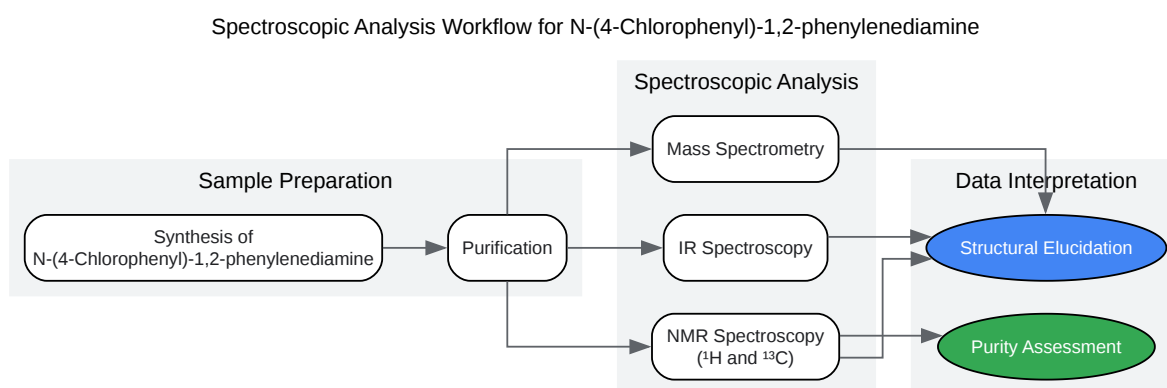 Spectroscopic Analysis Workflow for N-(4-Chlorophenyl)-1,2-phenylenediamine
Sample Preparation
Synthesis of
N-(4-Chlorophenyl)-1,2-phenylenediamine
Purification
Spectroscopic Analysis
Mass Spectrometry
IR Spectroscopy
NMR Spectroscopy
(¹H and ¹³C)
Data Interpretation
Structural Elucidation
Purity Assessment